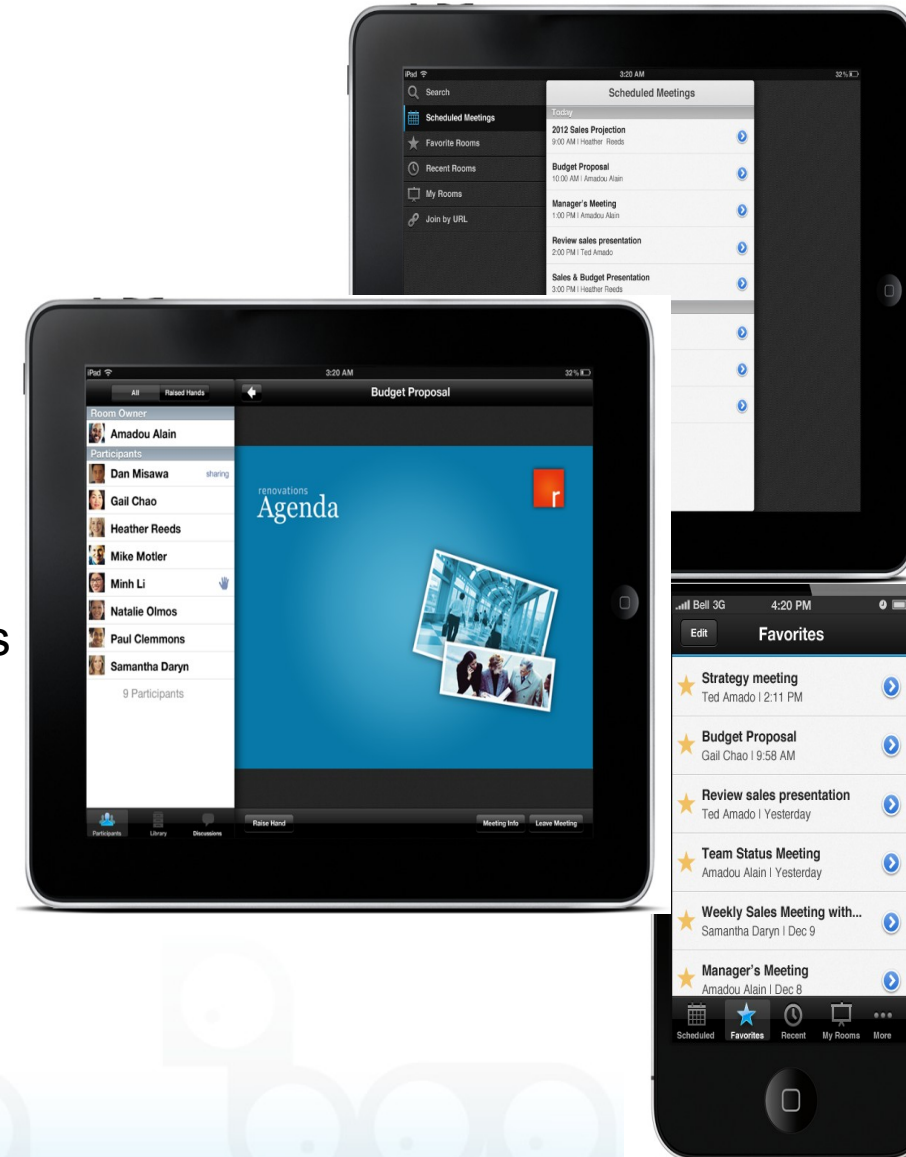 iPad
3:20 AM
32%
Search
Scheduled Meetings
Favorite Rooms
Recent Rooms
My Rooms
Join by URL
Scheduled Meetings
Today
2012 Sales Projection
9:00 AM | Heather Reeds
Budget Proposal
10:00 AM | Amadou Alain
Manager's Meeting
1:00 PM | Amadou Alain
Review sales presentation
2:00 PM | Ted Amado
Sales & Budget Presentation
3:00 PM | Heather Reeds
iPad
3:20 AM
32%
All
Raised Hands
Budget Proposal
Room Owner
Amadou Alain
Participants
Dan Misawa sharing
Gail Chao
Heather Reeds
Mike Motler
Minh Li
Natalie Olmos
Paul Clemmons
Samantha Daryn
9 Participants
renovations
Agenda
r
Participants
Library
Discussions
Raise Hand
Meeting Info
Leave Meeting
s
Bell 3G
4:20 PM
Edit
Favorites
Strategy meeting
Ted Amado | 2:11 PM
Budget Proposal
Gail Chao | 9:58 AM
Review sales presentation
Ted Amado | Yesterday
Team Status Meeting
Amadou Alain | Yesterday
Weekly Sales Meeting with...
Samantha Daryn | Dec 9
Manager's Meeting
Amadou Alain | Dec 8
Scheduled
Favorites
Recent
My Rooms
More